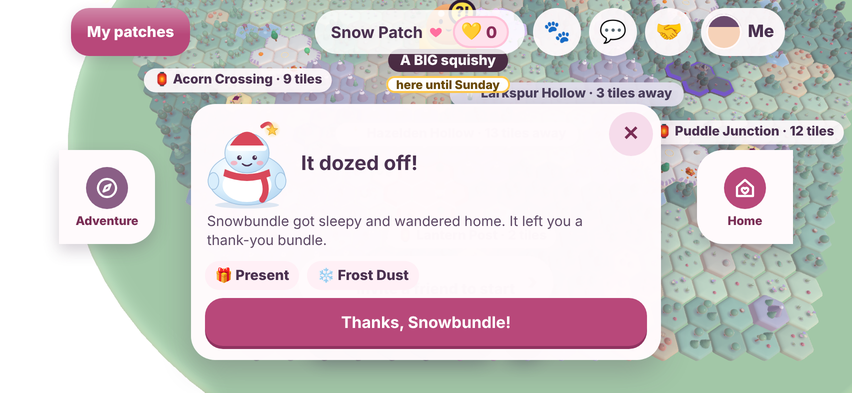 My patches
Snow Patch
0
Me
?!
A BIG squishy
here until Sunday
Acorn Crossing · 9 tiles
Larkspur Hollow · 3 tiles away
Puddle Junction · 12 tiles
Adventure
Home
It dozed off!
Snowbundle got sleepy and wandered home. It left you a
thank-you bundle.
Present
Frost Dust
Thanks, Snowbundle!